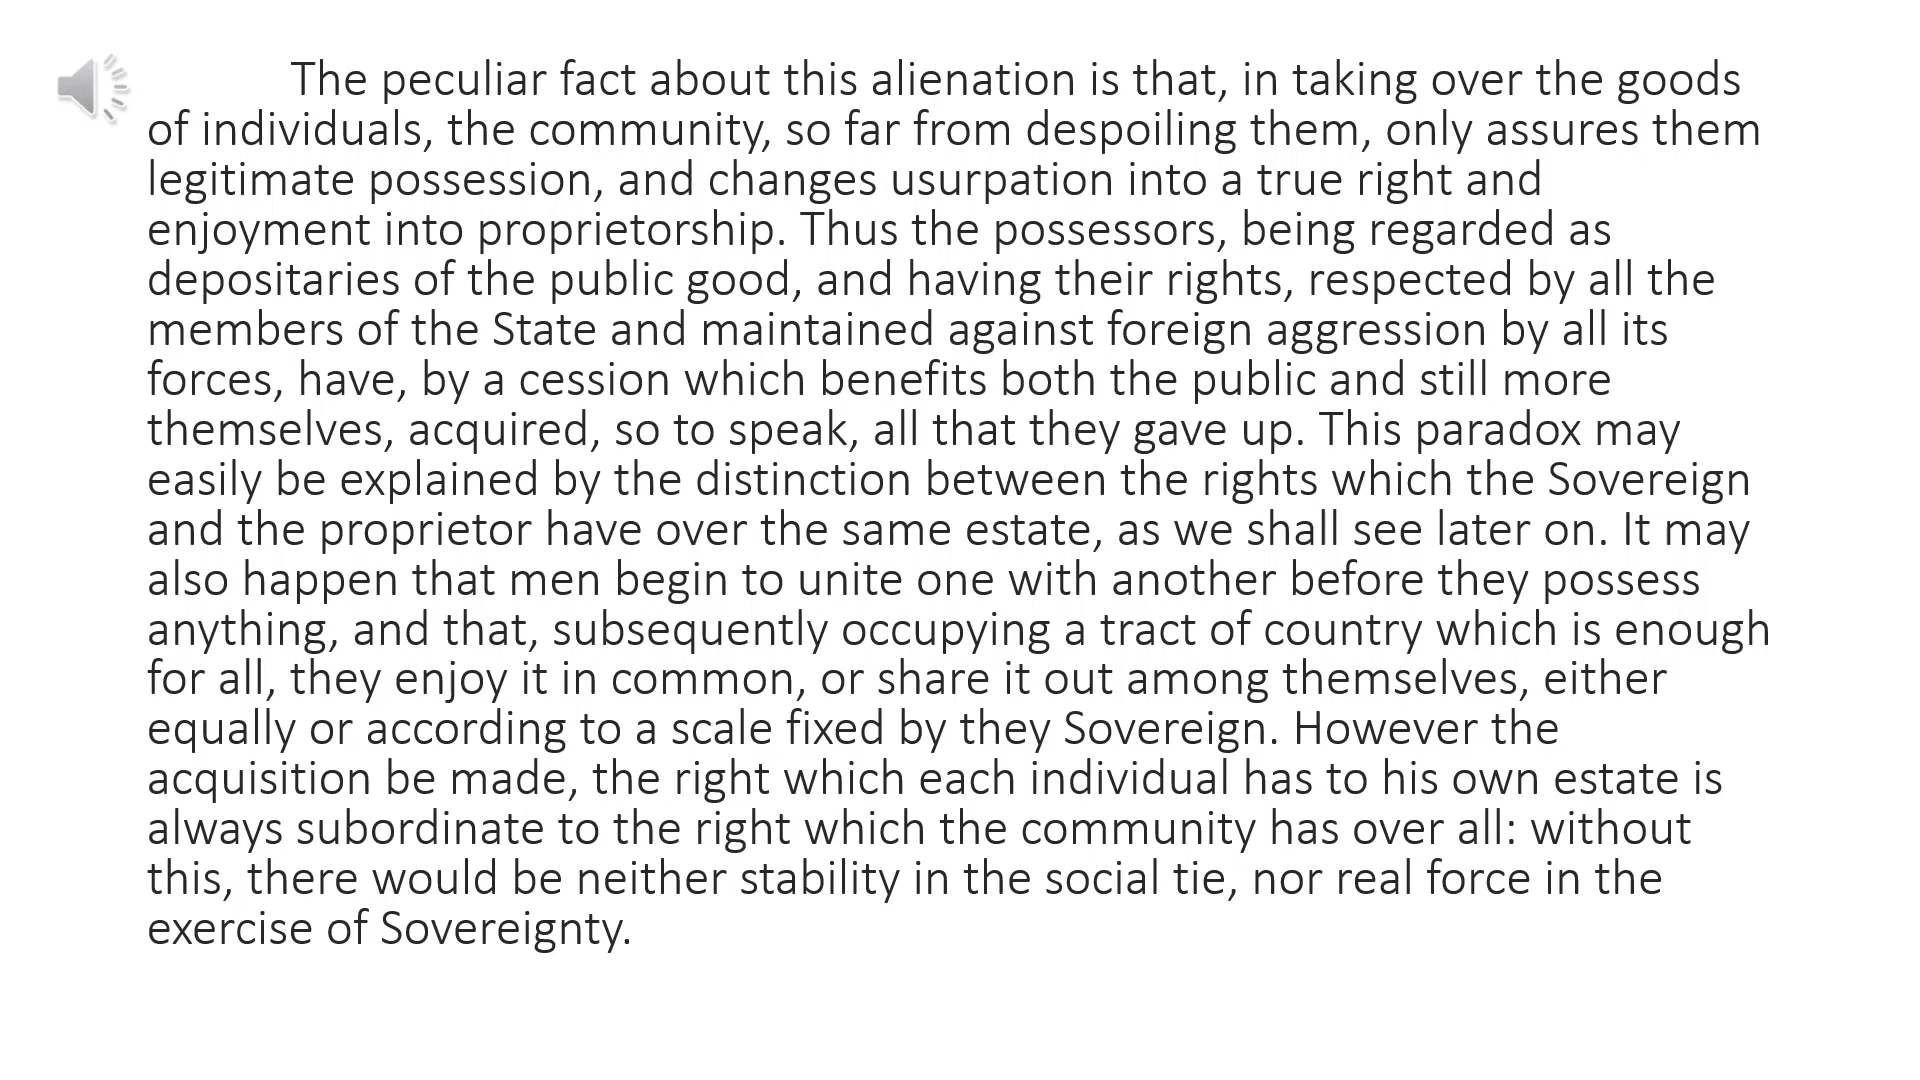 The peculiar fact about this alienation is that, in taking over the goods
of individuals, the community, so far from despoiling them, only assures them
legitimate possession, and changes usurpation into a true right and
enjoyment into proprietorship. Thus the possessors, being regarded as
depositaries of the public good, and having their rights, respected by all the
members of the State and maintained against foreign aggression by all its
forces, have, by a cession which benefits both the public and still more
themselves, acquired, so to speak, all that they gave up. This paradox may
easily be explained by the distinction between the rights which the Sovereign
and the proprietor have over the same estate, as we shall see later on. It may
also happen that men begin to unite one with another before they possess
anything, and that, subsequently occupying a tract of country which is enough
for all, they enjoy it in common, or share it out among themselves, either
equally or according to a scale fixed by they Sovereign. However the
acquisition be made, the right which each individual has to his own estate is
always subordinate to the right which the community has over all: without
this, there would be neither stability in the social tie, nor real force in the
exercise of Sovereignty.